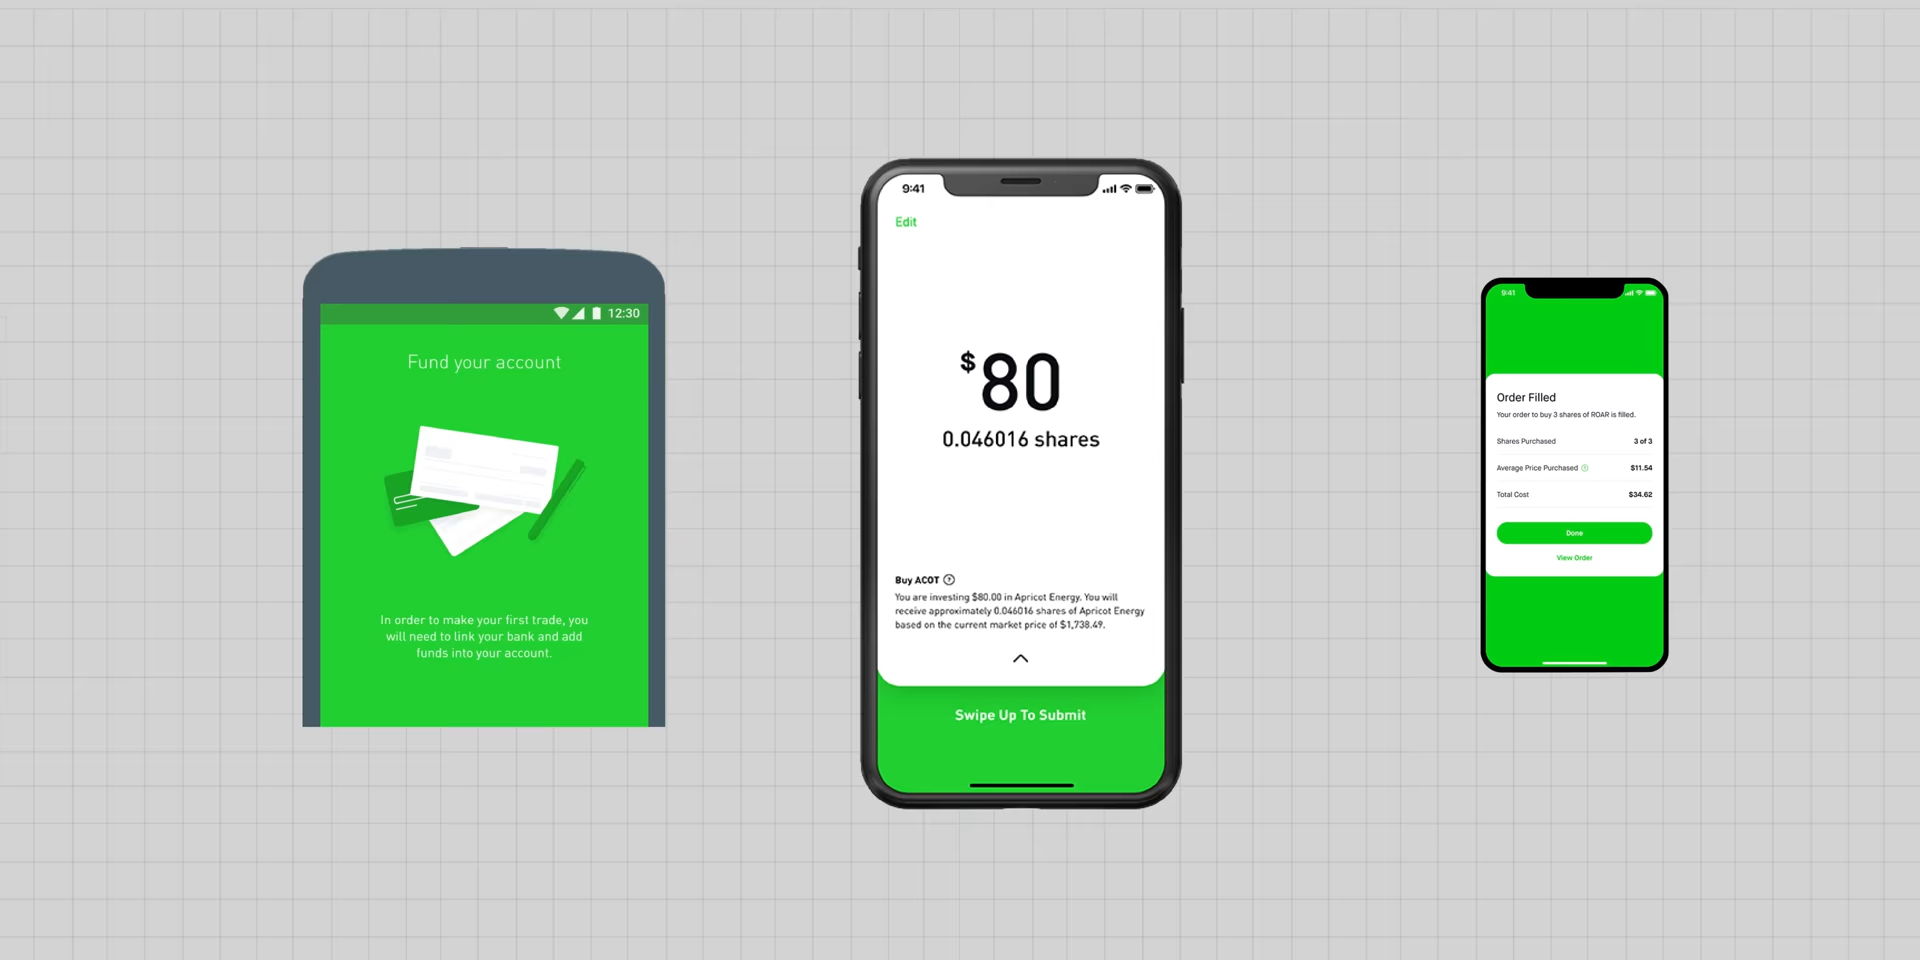 12:30
Fund your account
In order to make your first trade, you
will need to link your bank and add
funds into your account.
9:41
Edit
$80
0.046016 shares
Buy ACOT
You are investing $80.00 in Apricot Energy. You will
receive approximately 0.046016 shares of Apricot Energy
based on the current market price of $1,738.49.
Swipe Up To Submit
9:41
Order Filled
Your order to buy 3 shares of ROAR is filled.
Shares Purchased 3 of 3
Average Price Purchased $11.54
Total Cost $34.62
Done
View Order